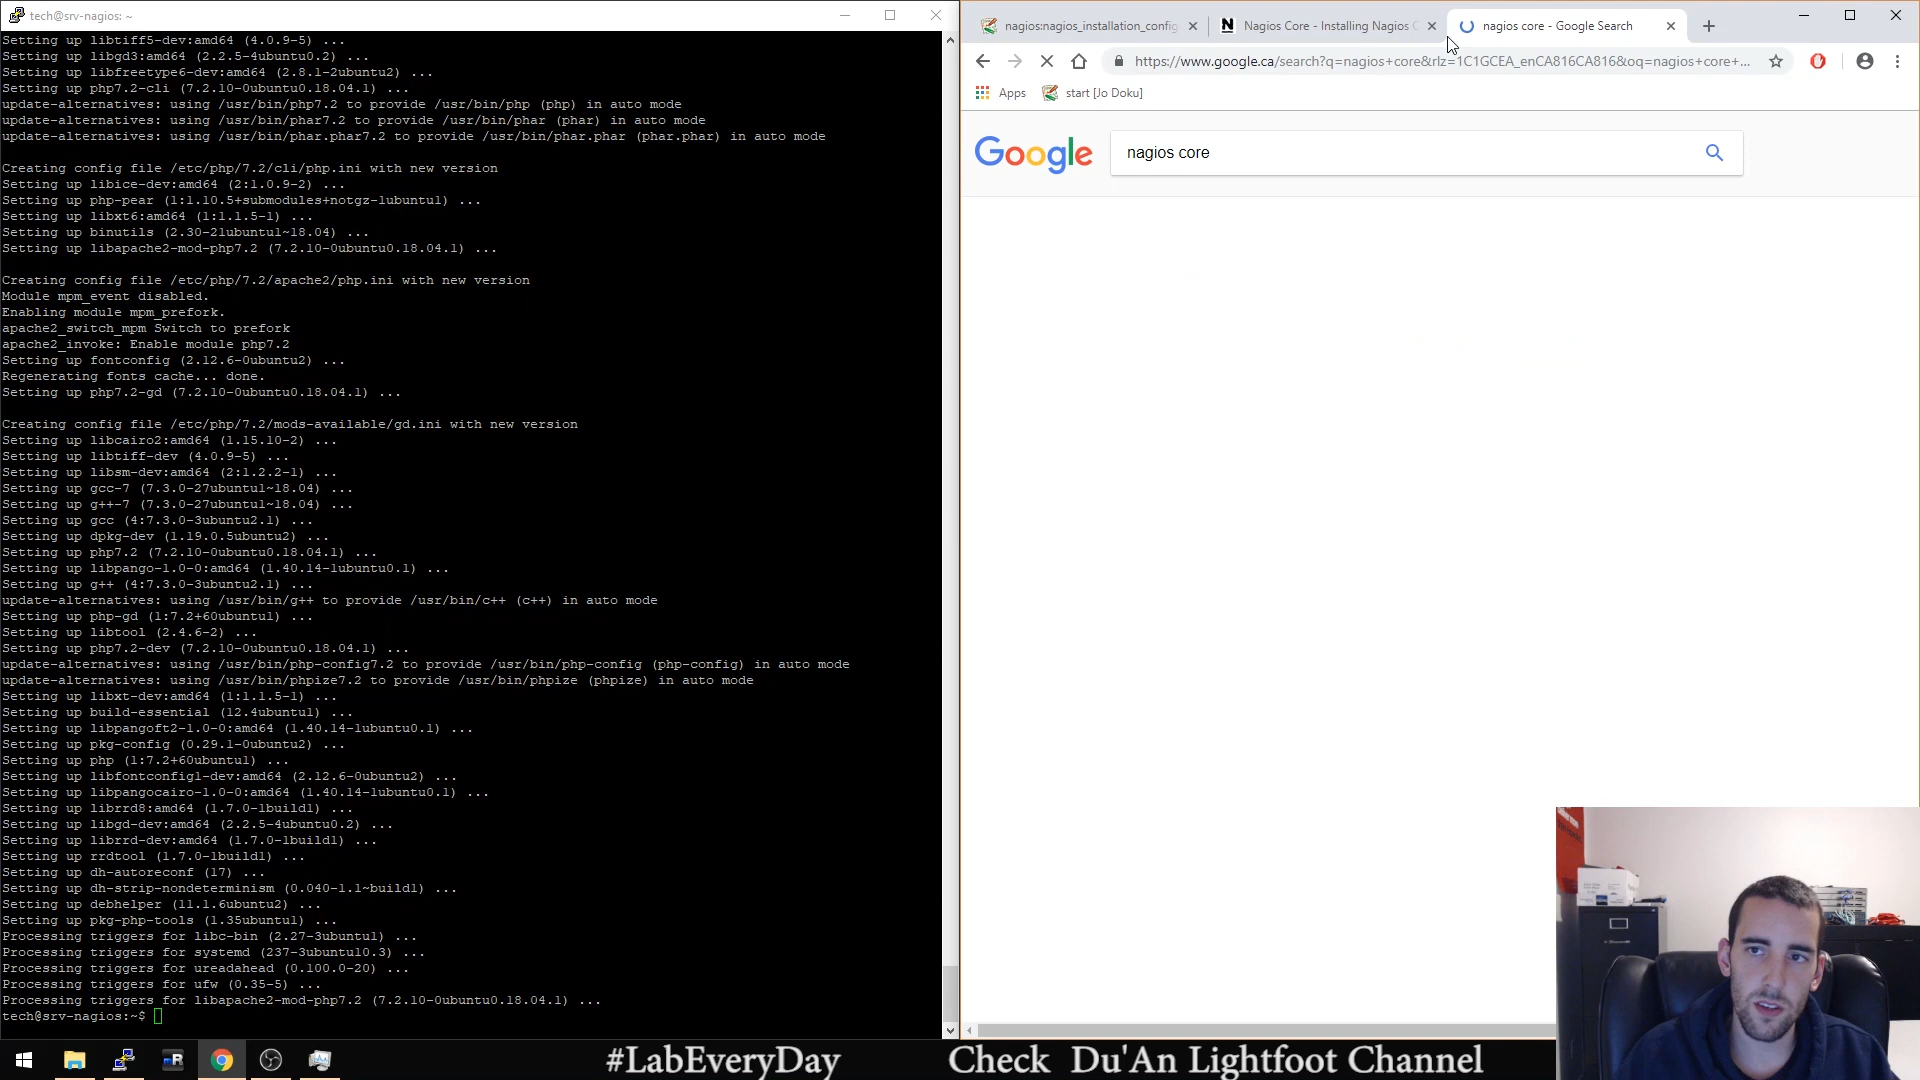 tech@srv-nagios: ~
Setting up libtiff5-dev:amd64 (4.0.9-5) ...
Setting up libgd3:amd64 (2.2.5-4ubuntu0.2) ...
Setting up libfreetype6-dev:amd64 (2.8.1-2ubuntu2) ...
Setting up php7.2-cli (7.2.10-0ubuntu0.18.04.1) ...
update-alternatives: using /usr/bin/php7.2 to provide /usr/bin/php (php) in auto mode
update-alternatives: using /usr/bin/phar7.2 to provide /usr/bin/phar (phar) in auto mode
update-alternatives: using /usr/bin/phar.phar7.2 to provide /usr/bin/phar.phar (phar.phar) in auto mode
Creating config file /etc/php/7.2/cli/php.ini with new version
Setting up libice-dev:amd64 (2:1.0.9-2) ...
Setting up php-pear (1:1.10.5+submodules+notgz-1ubuntu1) ...
Setting up libxt6:amd64 (1:1.1.5-1) ...
Setting up binutils (2.30-21ubuntu1~18.04) ...
Setting up libapache2-mod-php7.2 (7.2.10-0ubuntu0.18.04.1) ...
Creating config file /etc/php/7.2/apache2/php.ini with new version
Module mpm_event disabled.
Enabling module mpm_prefork.
apache2_switch_mpm Switch to prefork
apache2_invoke: Enable module php7.2
Setting up fontconfig (2.12.6-0ubuntu2) ...
Regenerating fonts cache... done.
Setting up php7.2-gd (7.2.10-0ubuntu0.18.04.1) ...
Creating config file /etc/php/7.2/mods-available/gd.ini with new version
Setting up libcairo2:amd64 (1.15.10-2) ...
Setting up libtiff-dev (4.0.9-5) ...
Setting up libsm-dev:amd64 (2:1.2.2-1) ...
Setting up gcc-7 (7.3.0-27ubuntu1~18.04) ...
Setting up g++-7 (7.3.0-27ubuntu1~18.04) ...
Setting up gcc (4:7.3.0-3ubuntu2.1) ...
Setting up dpkg-dev (1.19.0.5ubuntu2) ...
Setting up php7.2 (7.2.10-0ubuntu0.18.04.1) ...
Setting up libpango-1.0-0:amd64 (1.40.14-1ubuntu0.1) ...
Setting up g++ (4:7.3.0-3ubuntu2.1) ...
update-alternatives: using /usr/bin/g++ to provide /usr/bin/c++ (c++) in auto mode
Setting up php-gd (1:7.2+60ubuntu1) ...
Setting up libtool (2.4.6-2) ...
Setting up php7.2-dev (7.2.10-0ubuntu0.18.04.1) ...
update-alternatives: using /usr/bin/php-config7.2 to provide /usr/bin/php-config (php-config) in auto mode
update-alternatives: using /usr/bin/phpize7.2 to provide /usr/bin/phpize (phpize) in auto mode
Setting up libxt-dev:amd64 (1:1.1.5-1) ...
Setting up build-essential (12.4ubuntu1) ...
Setting up libpangoft2-1.0-0:amd64 (1.40.14-1ubuntu0.1) ...
Setting up pkg-config (0.29.1-0ubuntu2) ...
Setting up php (1:7.2+60ubuntu1) ...
Setting up libfontconfig1-dev:amd64 (2.12.6-0ubuntu2) ...
Setting up libpangocairo-1.0-0:amd64 (1.40.14-1ubuntu0.1) ...
Setting up librrd8:amd64 (1.7.0-1build1) ...
Setting up libgd-dev:amd64 (2.2.5-4ubuntu0.2) ...
Setting up librrd-dev:amd64 (1.7.0-1build1) ...
Setting up rrdtool (1.7.0-1build1) ...
Setting up dh-autoreconf (17) ...
Setting up dh-strip-nondeterminism (0.040-1.1~build1) ...
Setting up debhelper (11.1.6ubuntu2) ...
Setting up pkg-php-tools (1.35ubuntu1) ...
Processing triggers for libc-bin (2.27-3ubuntu1) ...
Processing triggers for systemd (237-3ubuntu10.3) ...
Processing triggers for ureadahead (0.100.0-20) ...
Processing triggers for ufw (0.35-5) ...
Processing triggers for libapache2-mod-php7.2 (7.2.10-0ubuntu0.18.04.1) ...
tech@srv-nagios:~$
nagios:nagios_installation_config
Nagios Core - Installing Nagios C
nagios core - Google Search
https://www.google.ca/search?q=nagios+core&rlz=1C1GCEA_enCA816CA816&oq=nagios+core+...
Apps
start [Jo Doku]
Google
nagios core
#LabEveryDay
Check Du'An Lightfoot Channel